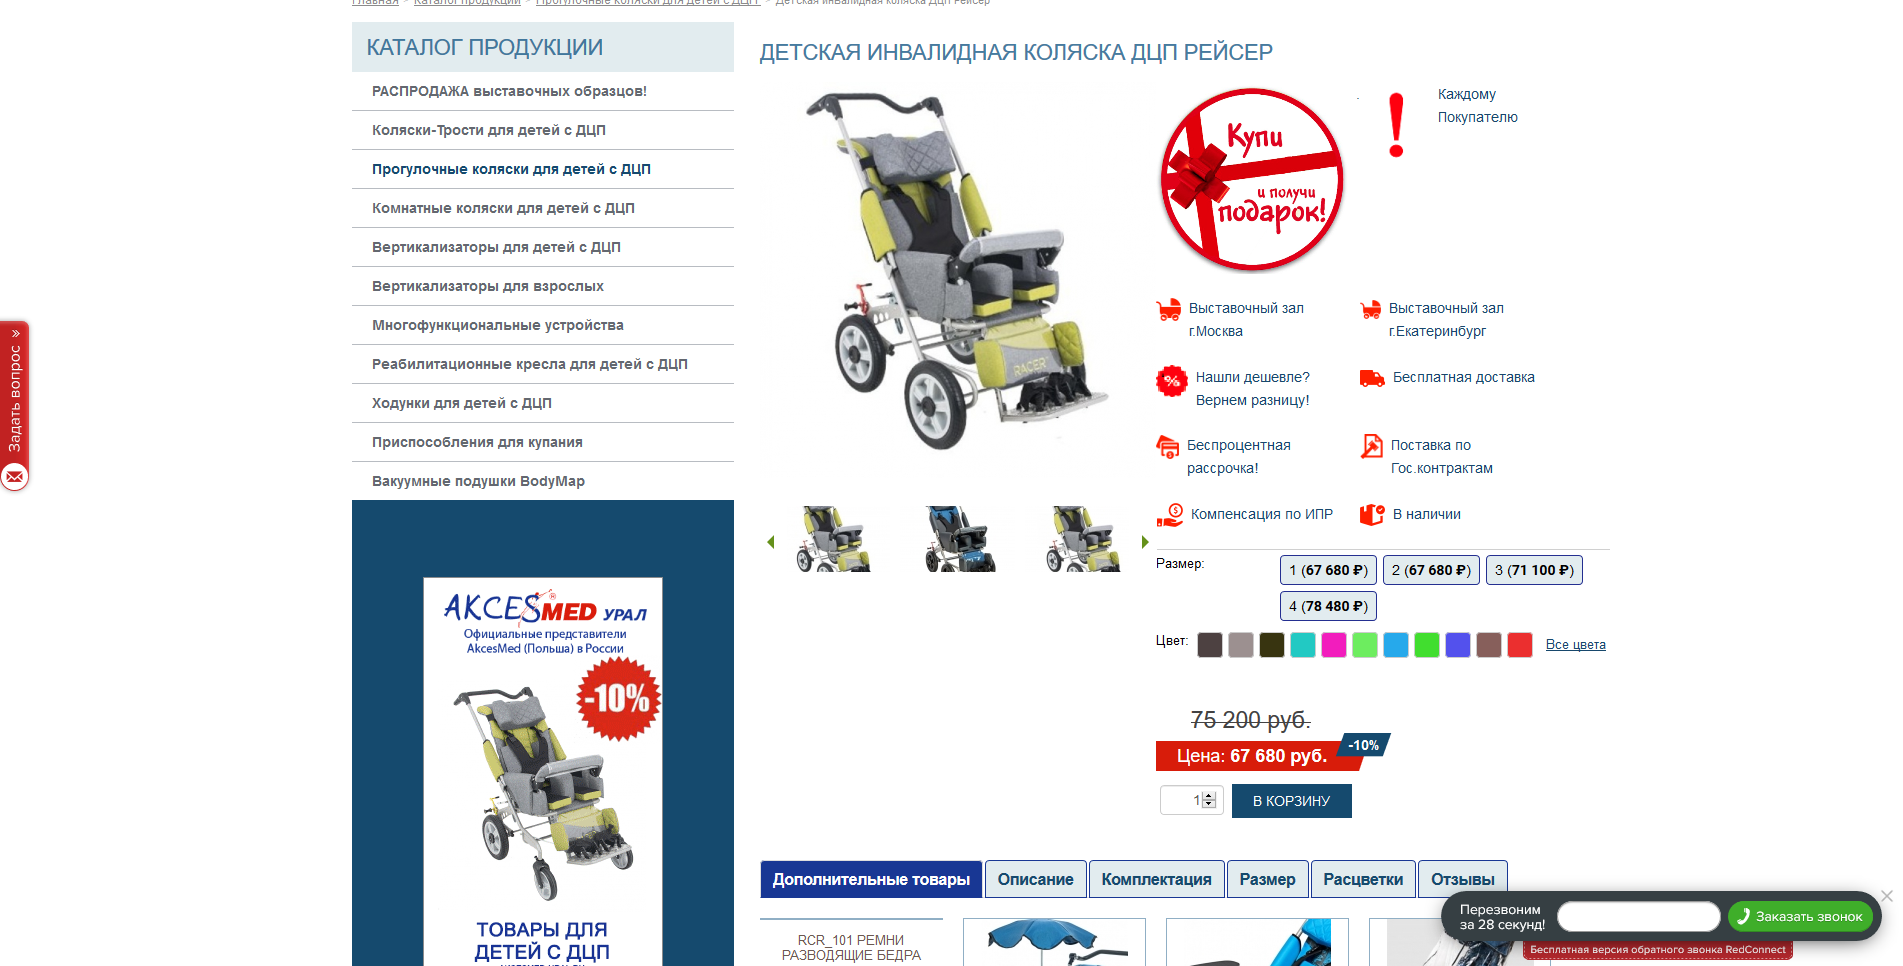 Главная > Каталог продукции > Прогулочные коляски для детей с ДЦП > Детская инвалидная коляска ДЦП Рейсер
КАТАЛОГ ПРОДУКЦИИ
РАСПРОДАЖА выставочных образцов!
Коляски-Трости для детей с ДЦП
Прогулочные коляски для детей с ДЦП
Комнатные коляски для детей с ДЦП
Вертикализаторы для детей с ДЦП
Вертикализаторы для взрослых
Многофункциональные устройства
Реабилитационные кресла для детей с ДЦП
Ходунки для детей с ДЦП
Приспособления для купания
Вакуумные подушки BodyMap
Задать вопрос »
AKCESMED УРАЛ
®
Официальные представители
AkcesMed (Польша) в России
-10%
ТОВАРЫ ДЛЯ
ДЕТЕЙ С ДЦП
ДЕТСКАЯ ИНВАЛИДНАЯ КОЛЯСКА ДЦП РЕЙСЕР
RACER
Купи
и получи
подарок!
Каждому
Покупателю
Выставочный зал
г.Москва
Выставочный зал
г.Екатеринбург
Нашли дешевле?
Вернем разницу!
Бесплатная доставка
Беспроцентная
рассрочка!
Поставка по
Гос.контрактам
Компенсация по ИПР
В наличии
Размер:
1 (67 680 ₽)
2 (67 680 ₽)
3 (71 100 ₽)
4 (78 480 ₽)
Цвет:
Все цвета
75 200 руб.
Цена: 67 680 руб.
-10%
1
В КОРЗИНУ
Дополнительные товары
Описание
Комплектация
Размер
Расцветки
Отзывы
RCR_101 РЕМНИ
РАЗВОДЯЩИЕ БЕДРА
Перезвоним
за 28 секунд!
Заказать звонок
Бесплатная версия обратного звонка RedConnect